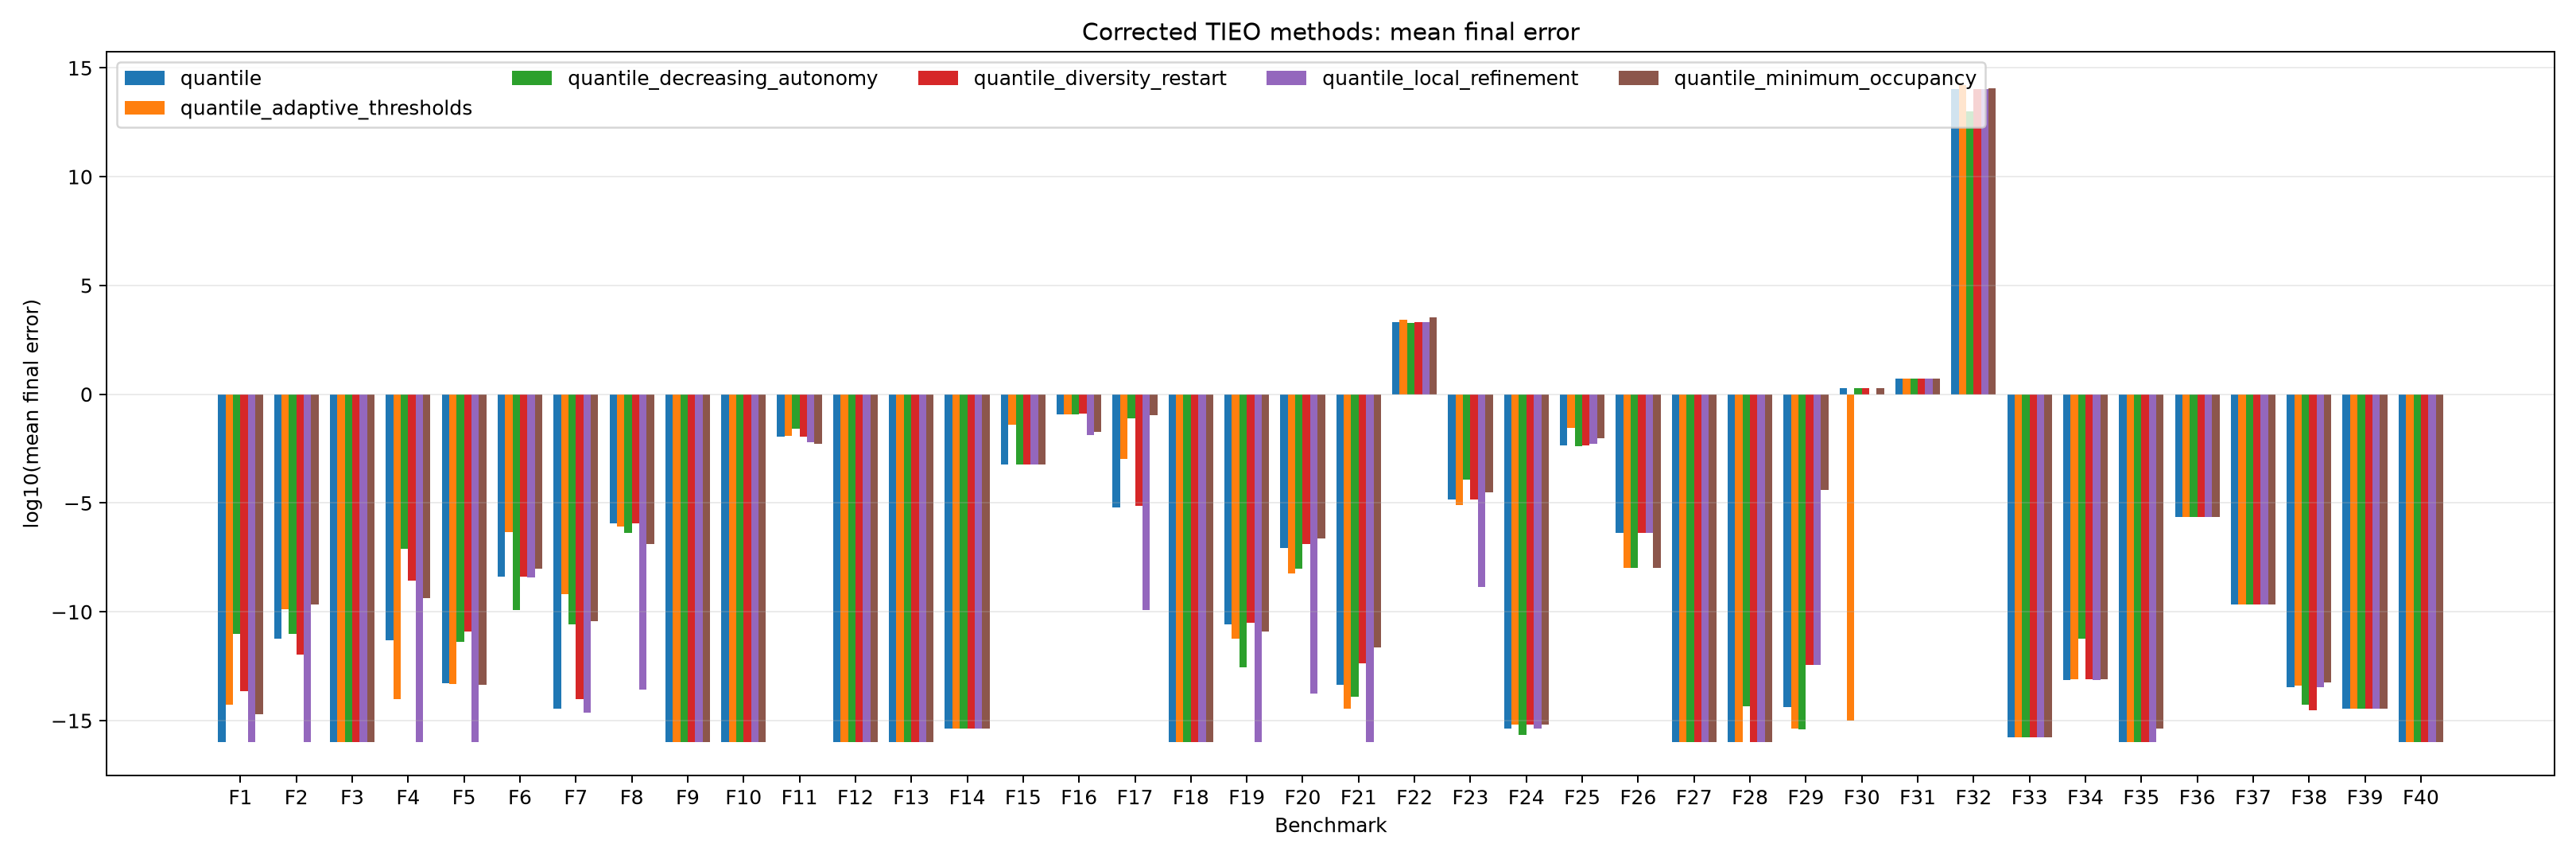 Corrected TIEO methods: mean final error
quantile
quantile_adaptive_thresholds
quantile_decreasing_autonomy
quantile_diversity_restart
quantile_local_refinement
quantile_minimum_occupancy
log10(mean final error)
15
10
5
0
−5
−10
−15
F1 F2 F3 F4 F5 F6 F7 F8 F9 F10 F11 F12 F13 F14 F15 F16 F17 F18 F19 F20 F21 F22 F23 F24 F25 F26 F27 F28 F29 F30 F31 F32 F33 F34 F35 F36 F37 F38 F39 F40
Benchmark